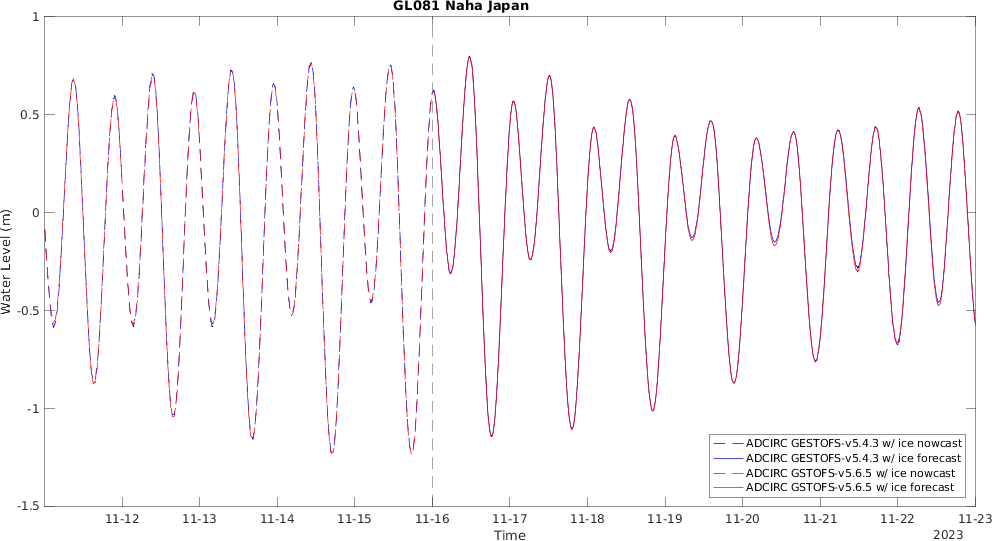 GL081 Naha Japan
1
0.5
0
-0.5
-1
-1.5
Water Level (m)
11-12
11-13
11-14
11-15
11-16
11-17
11-18
11-19
11-20
11-21
11-22
11-23
2023
Time
ADCIRC GESTOFS-v5.4.3 w/ ice nowcast
ADCIRC GESTOFS-v5.4.3 w/ ice forecast
ADCIRC GSTOFS-v5.6.5 w/ ice nowcast
ADCIRC GSTOFS-v5.6.5 w/ ice forecast